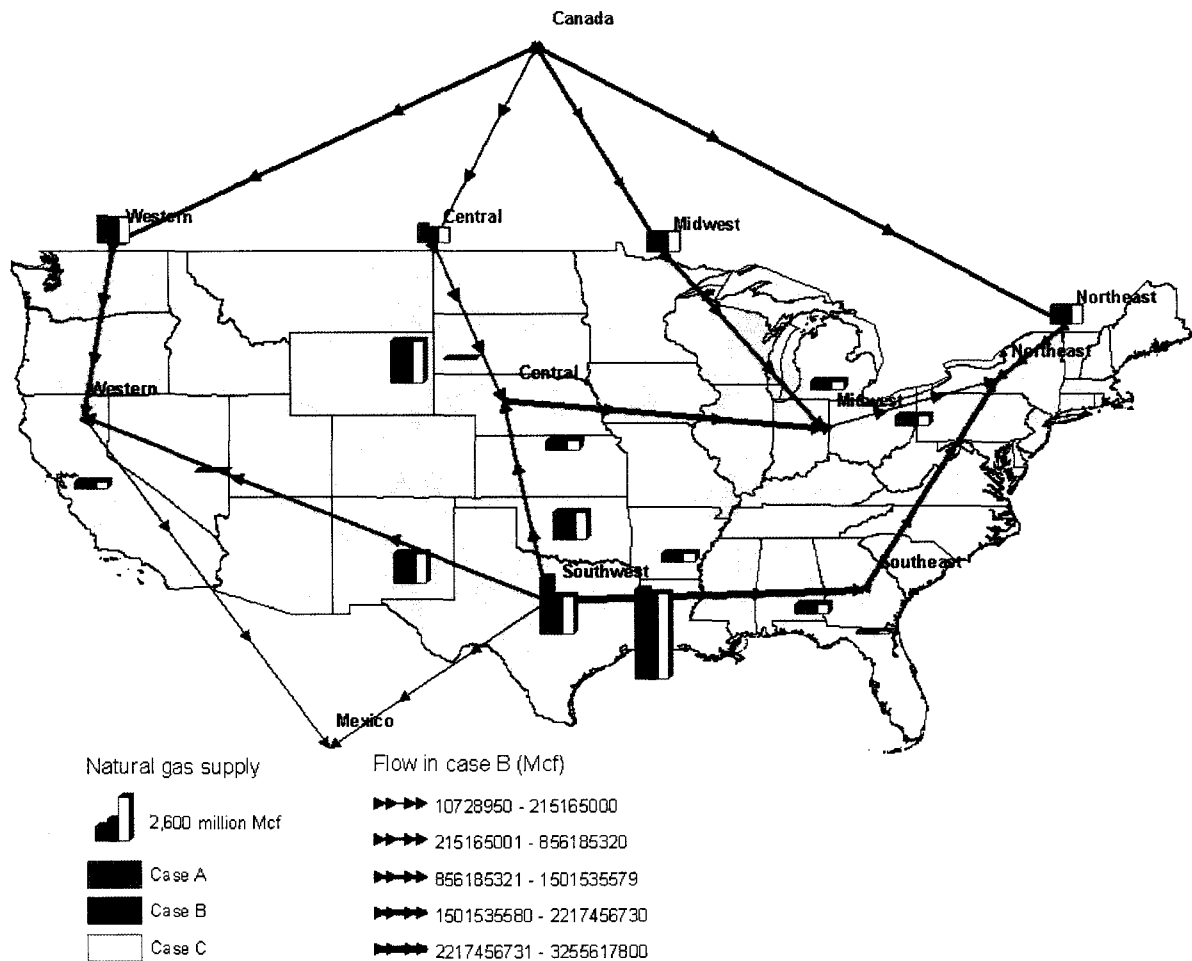 Canada
Western
Central
Midwest
Northeast
Northeast
Western
Central
Midwest
Southwest
Southeast
Mexico
Natural gas supply
2,600 million Mcf
Case A
Case B
Case C
Flow in case B (Mcf)
10728950 - 215165000
215165001 - 856185320
856185321 - 1501535579
1501535580 - 2217456730
2217456731 - 3255617800